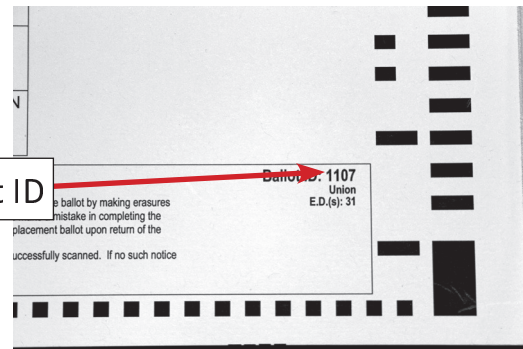 N
t ID
Ballot ID: 1107
Union
E.D.(s): 31
e ballot by making erasures
mistake in completing the
placement ballot upon return of the
uccessfully scanned. If no such notice